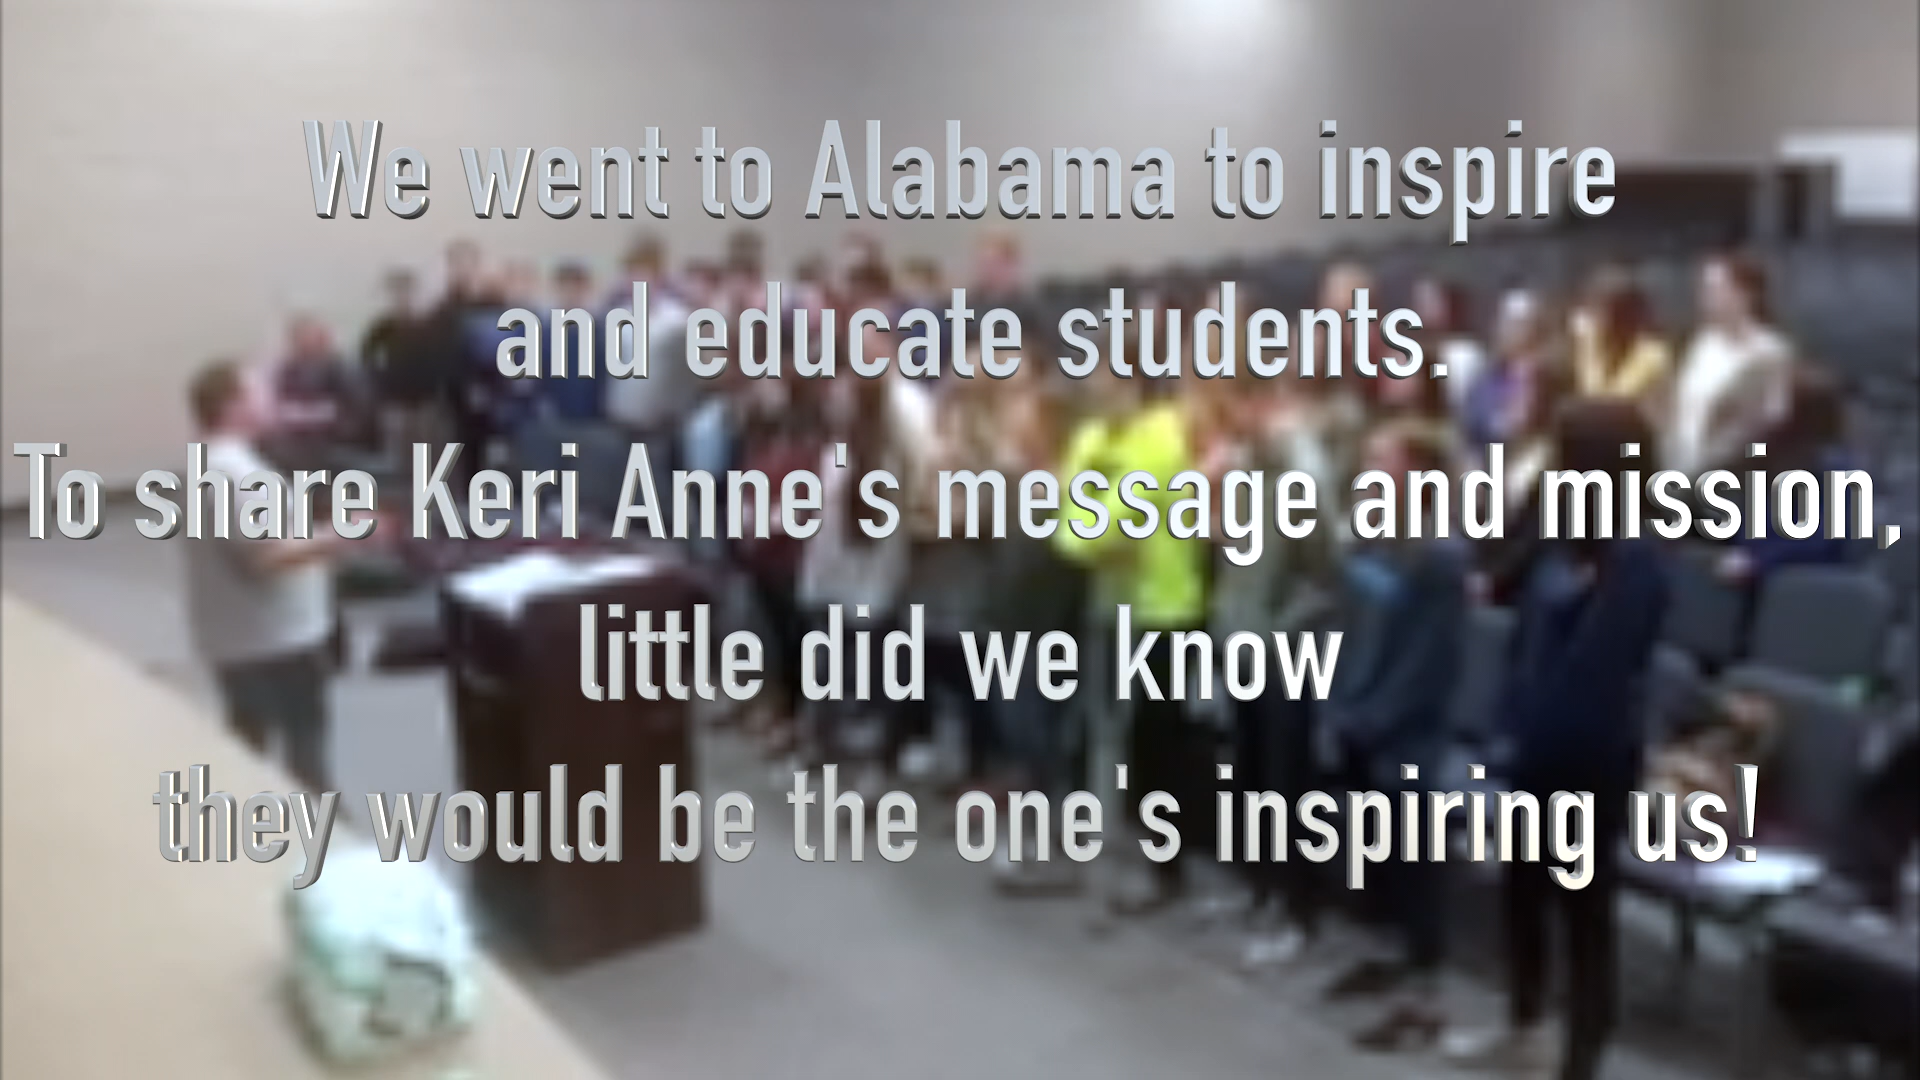 We went to Alabama to inspire
and educate students.
To share Keri Anne's message and mission,
little did we know
they would be the one's inspiring us!